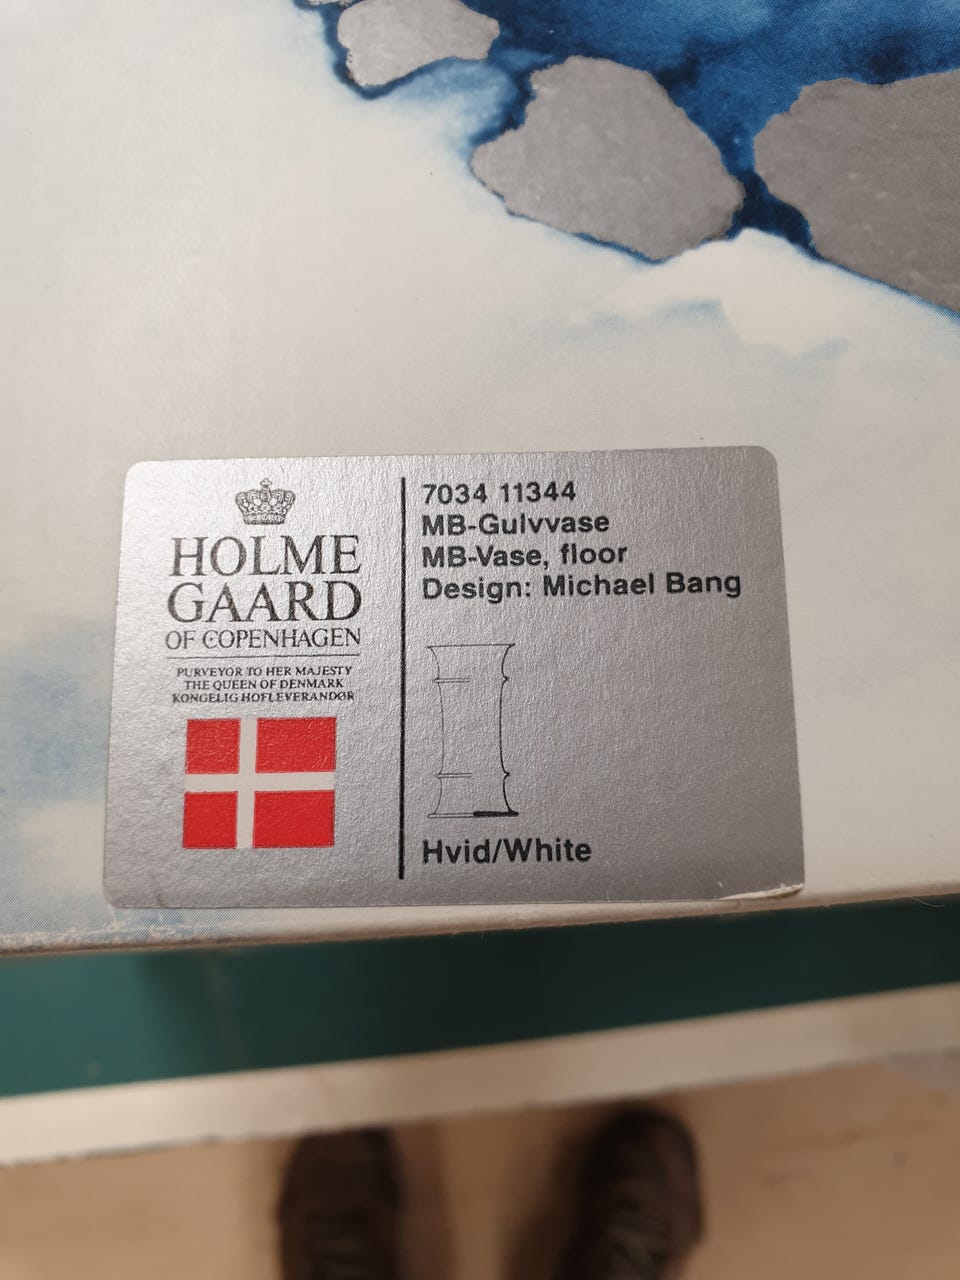 HOLME
GAARD
OF COPENHAGEN
PURVEYOR TO HER MAJESTY
THE QUEEN OF DENMARK
KONGELIG HOFLEVERANDØR
7034 11344
MB-Gulvvase
MB-Vase, floor
Design: Michael Bang
Hvid/White